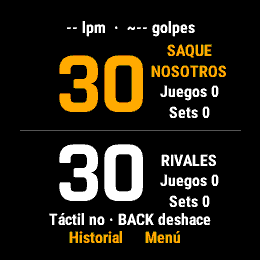 -- lpm · ~-- golpes
30
SAQUE
NOSOTROS
Juegos 0
Sets 0
30
RIVALES
Juegos 0
Sets 0
Táctil no · BACK deshace
Historial Menú